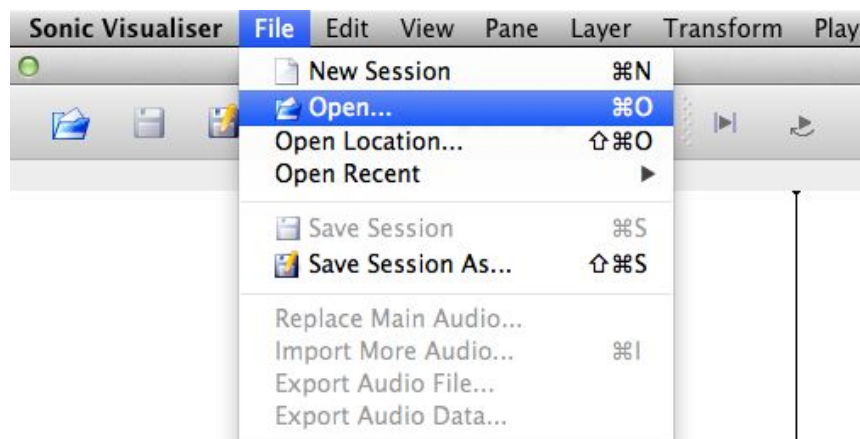 Sonic Visualiser File Edit View Pane Layer Transform Play
New Session ⌘N
Open... ⌘O
Open Location... ⇧⌘O
Open Recent ▶
Save Session ⌘S
Save Session As... ⇧⌘S
Replace Main Audio...
Import More Audio... ⌘I
Export Audio File...
Export Audio Data...